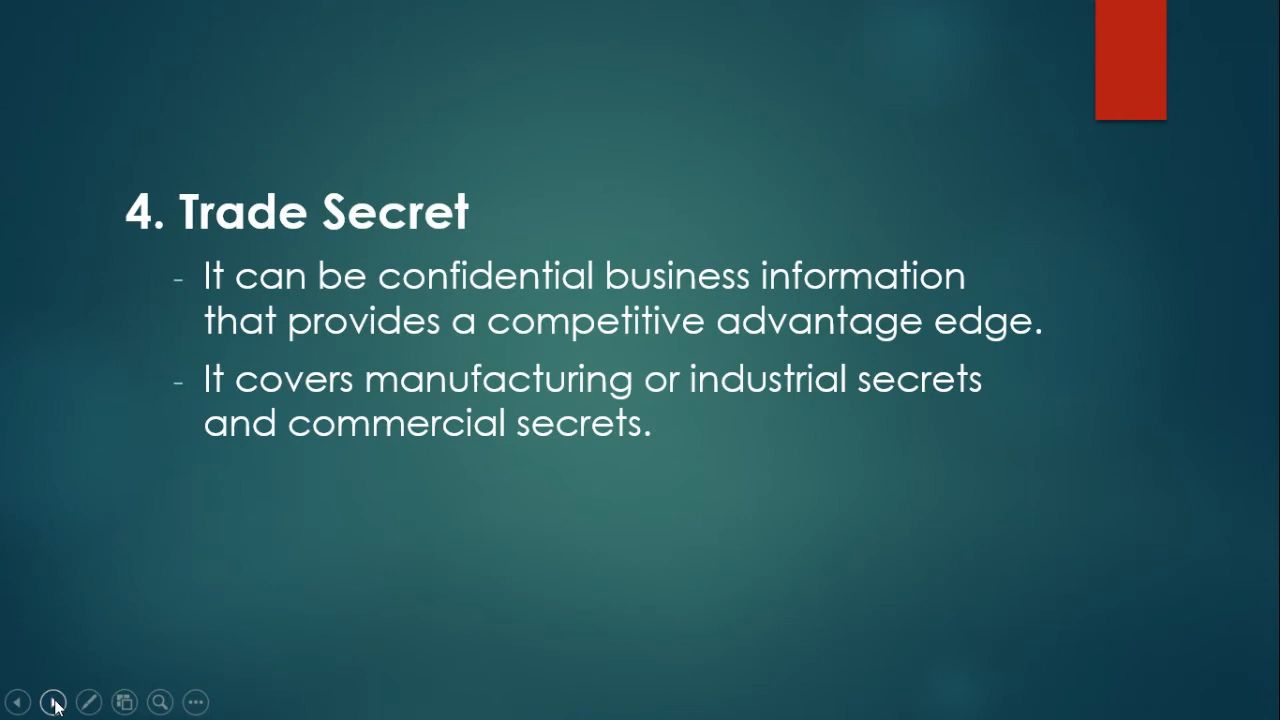 4. Trade Secret
- It can be confidential business information
that provides a competitive advantage edge.
- It covers manufacturing or industrial secrets
and commercial secrets.